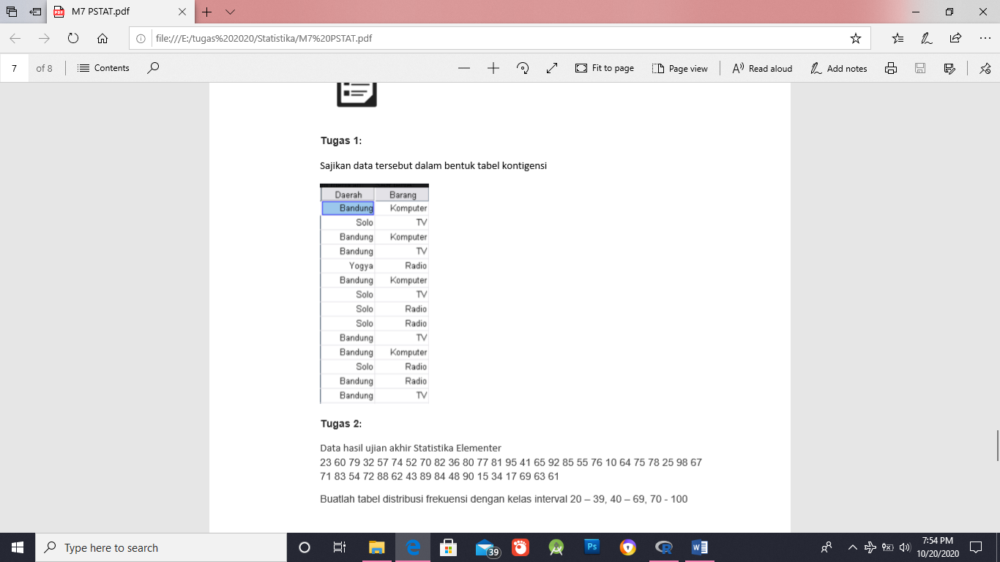 M7 PSTAT.pdf
file:///E:/tugas%202020/Statistika/M7%20PSTAT.pdf
7 of 8 Contents Fit to page Page view Read aloud Add notes
Tugas 1:
Sajikan data tersebut dalam bentuk tabel kontigensi
Daerah Barang
Bandung Komputer
Solo TV
Bandung Komputer
Bandung TV
Yogya Radio
Bandung Komputer
Solo TV
Solo Radio
Solo Radio
Bandung TV
Bandung Komputer
Solo Radio
Bandung Radio
Bandung TV
Tugas 2:
Data hasil ujian akhir Statistika Elementer
23 60 79 32 57 74 52 70 82 36 80 77 81 95 41 65 92 85 55 76 10 64 75 78 25 98 67
71 83 54 72 88 62 43 89 84 48 90 15 34 17 69 63 61
Buatlah tabel distribusi frekuensi dengan kelas interval 20 – 39, 40 – 69, 70 - 100
Type here to search
39
Ps
R
W
7:54 PM
10/20/2020